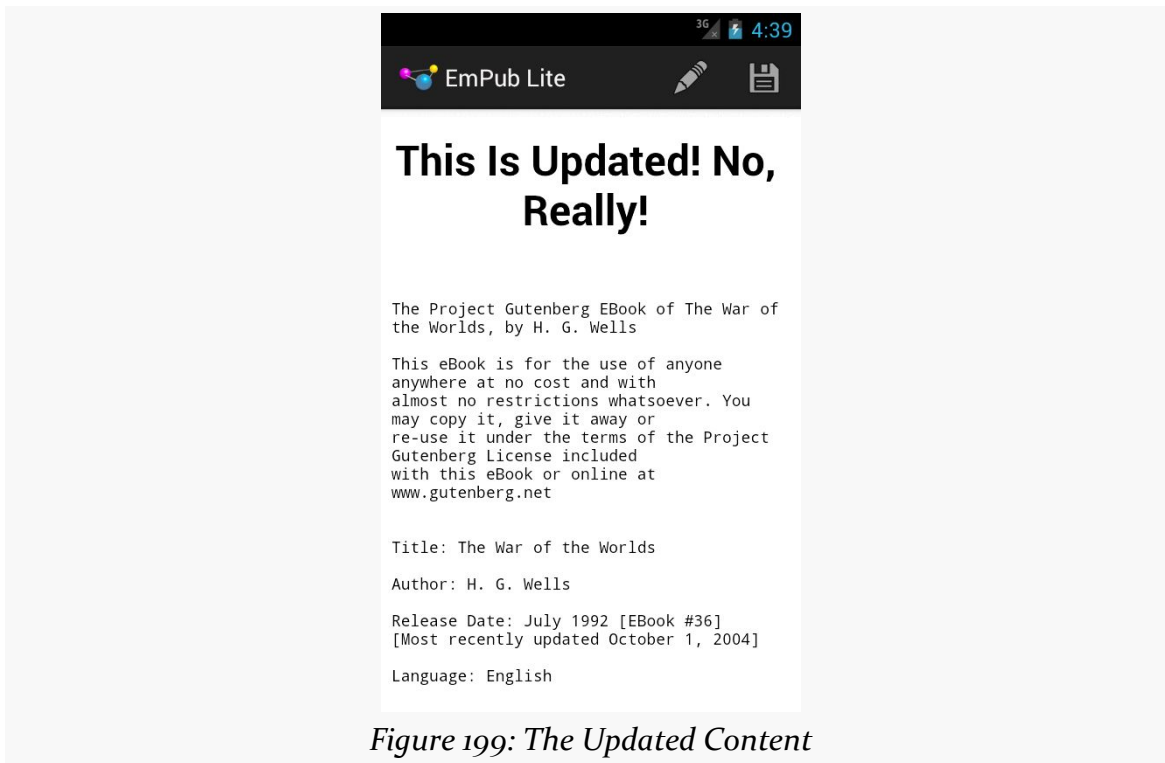 3G 4:39
EmPub Lite
This Is Updated! No,
Really!
The Project Gutenberg EBook of The War of
the Worlds, by H. G. Wells
This eBook is for the use of anyone
anywhere at no cost and with
almost no restrictions whatsoever. You
may copy it, give it away or
re-use it under the terms of the Project
Gutenberg License included
with this eBook or online at
www.gutenberg.net
Title: The War of the Worlds
Author: H. G. Wells
Release Date: July 1992 [EBook #36]
[Most recently updated October 1, 2004]
Language: English
Figure 199: The Updated Content